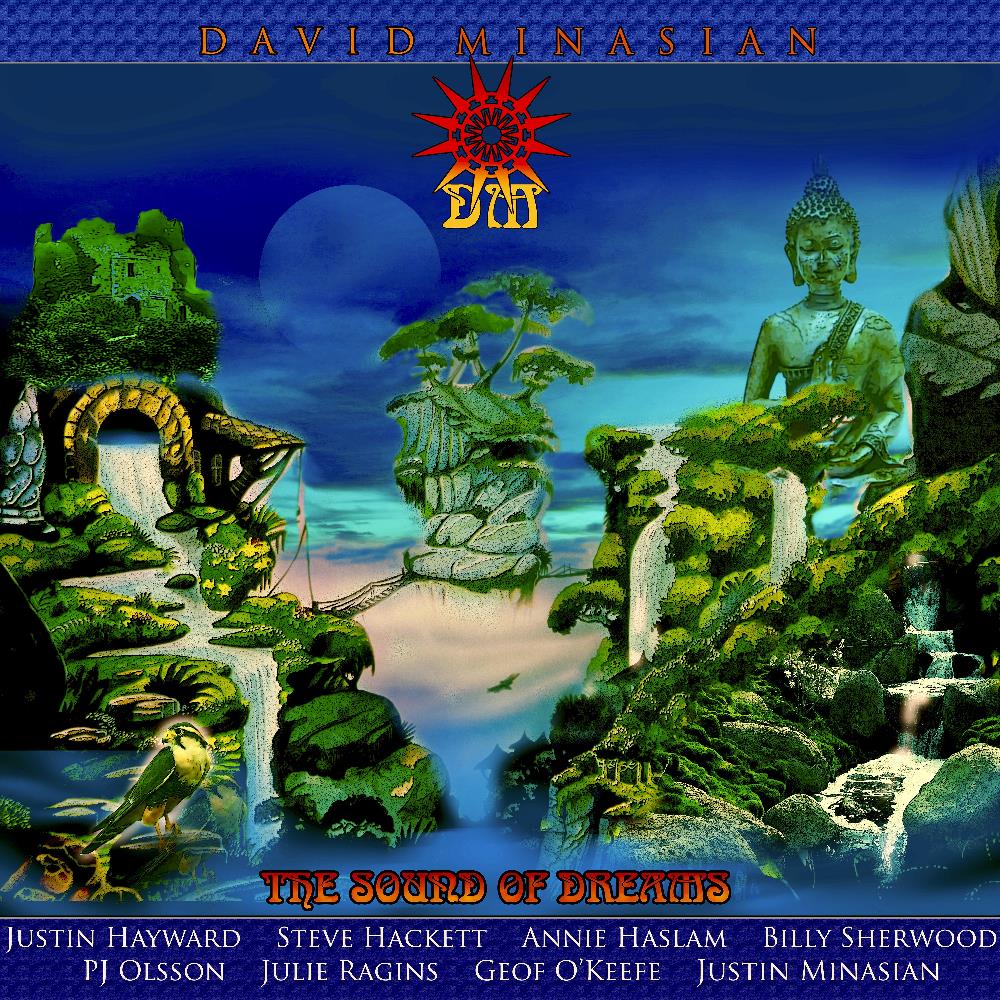 DAVID MINASIAN
DM
THE SOUND OF DREAMS
JUSTIN HAYWARD STEVE HACKETT ANNIE HASLAM BILLY SHERWOOD
PJ OLSSON JULIE RAGINS GEOF O'KEEFE JUSTIN MINASIAN